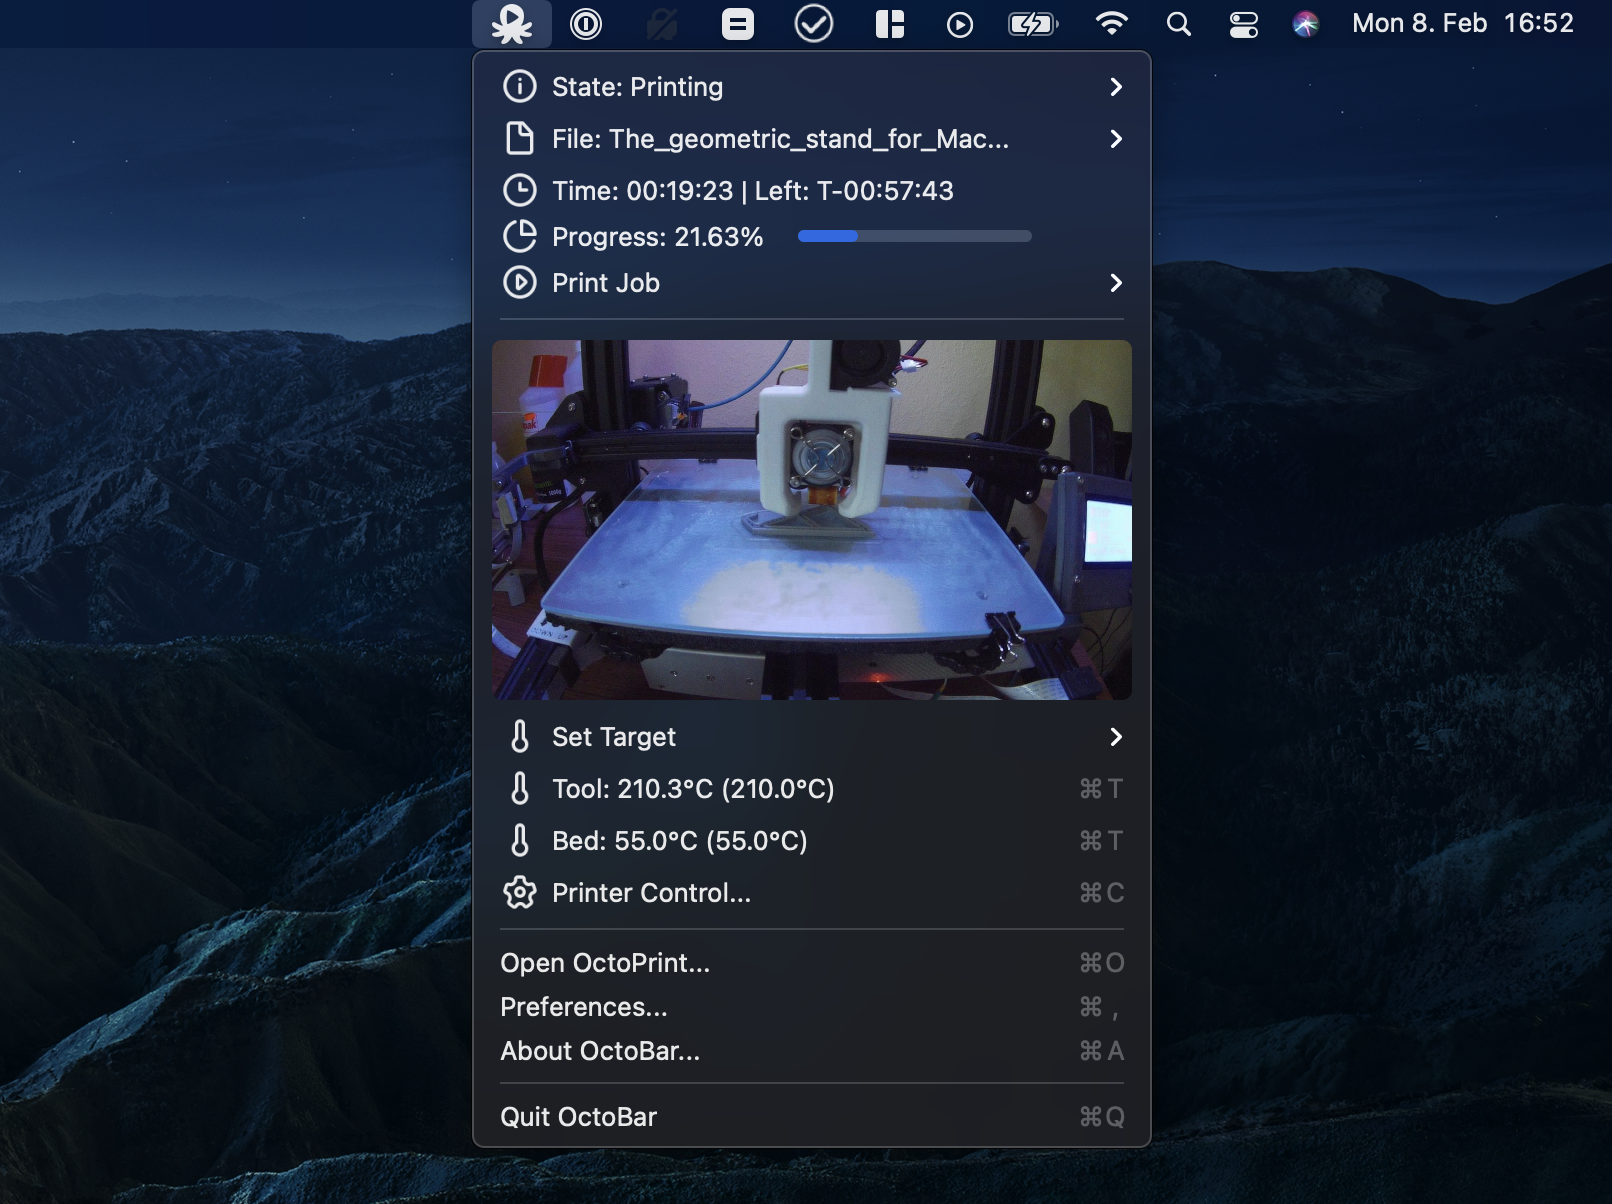 Mon 8. Feb 16:52
State: Printing
File: The_geometric_stand_for_Mac...
Time: 00:19:23 | Left: T-00:57:43
Progress: 21.63%
Print Job
Set Target
Tool: 210.3°C (210.0°C) ⌘T
Bed: 55.0°C (55.0°C) ⌘T
Printer Control... ⌘C
Open OctoPrint... ⌘O
Preferences... ⌘,
About OctoBar... ⌘A
Quit OctoBar ⌘Q